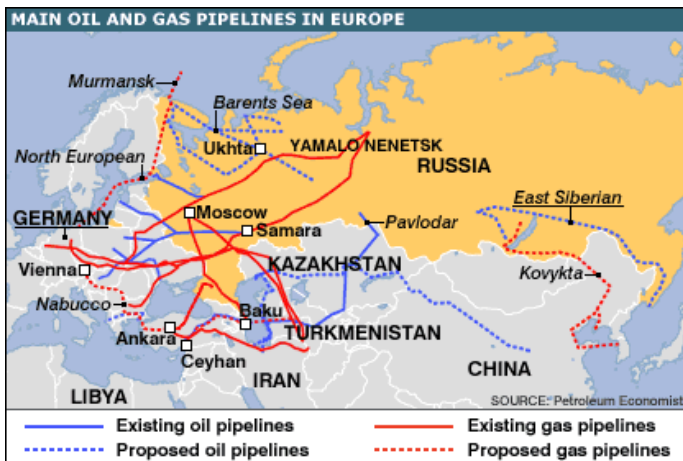 MAIN OIL AND GAS PIPELINES IN EUROPE
Murmansk
Barents Sea
Ukhta
YAMALO NENETSK
North European
RUSSIA
East Siberian
GERMANY
Moscow
Pavlodar
Samara
Vienna
KAZAKHSTAN
Kovykta
Nabucco
Baku
Ankara
TURKMENISTAN
Ceyhan
CHINA
IRAN
LIBYA
SOURCE: Petroleum Economist
Existing oil pipelines
Existing gas pipelines
Proposed oil pipelines
Proposed gas pipelines